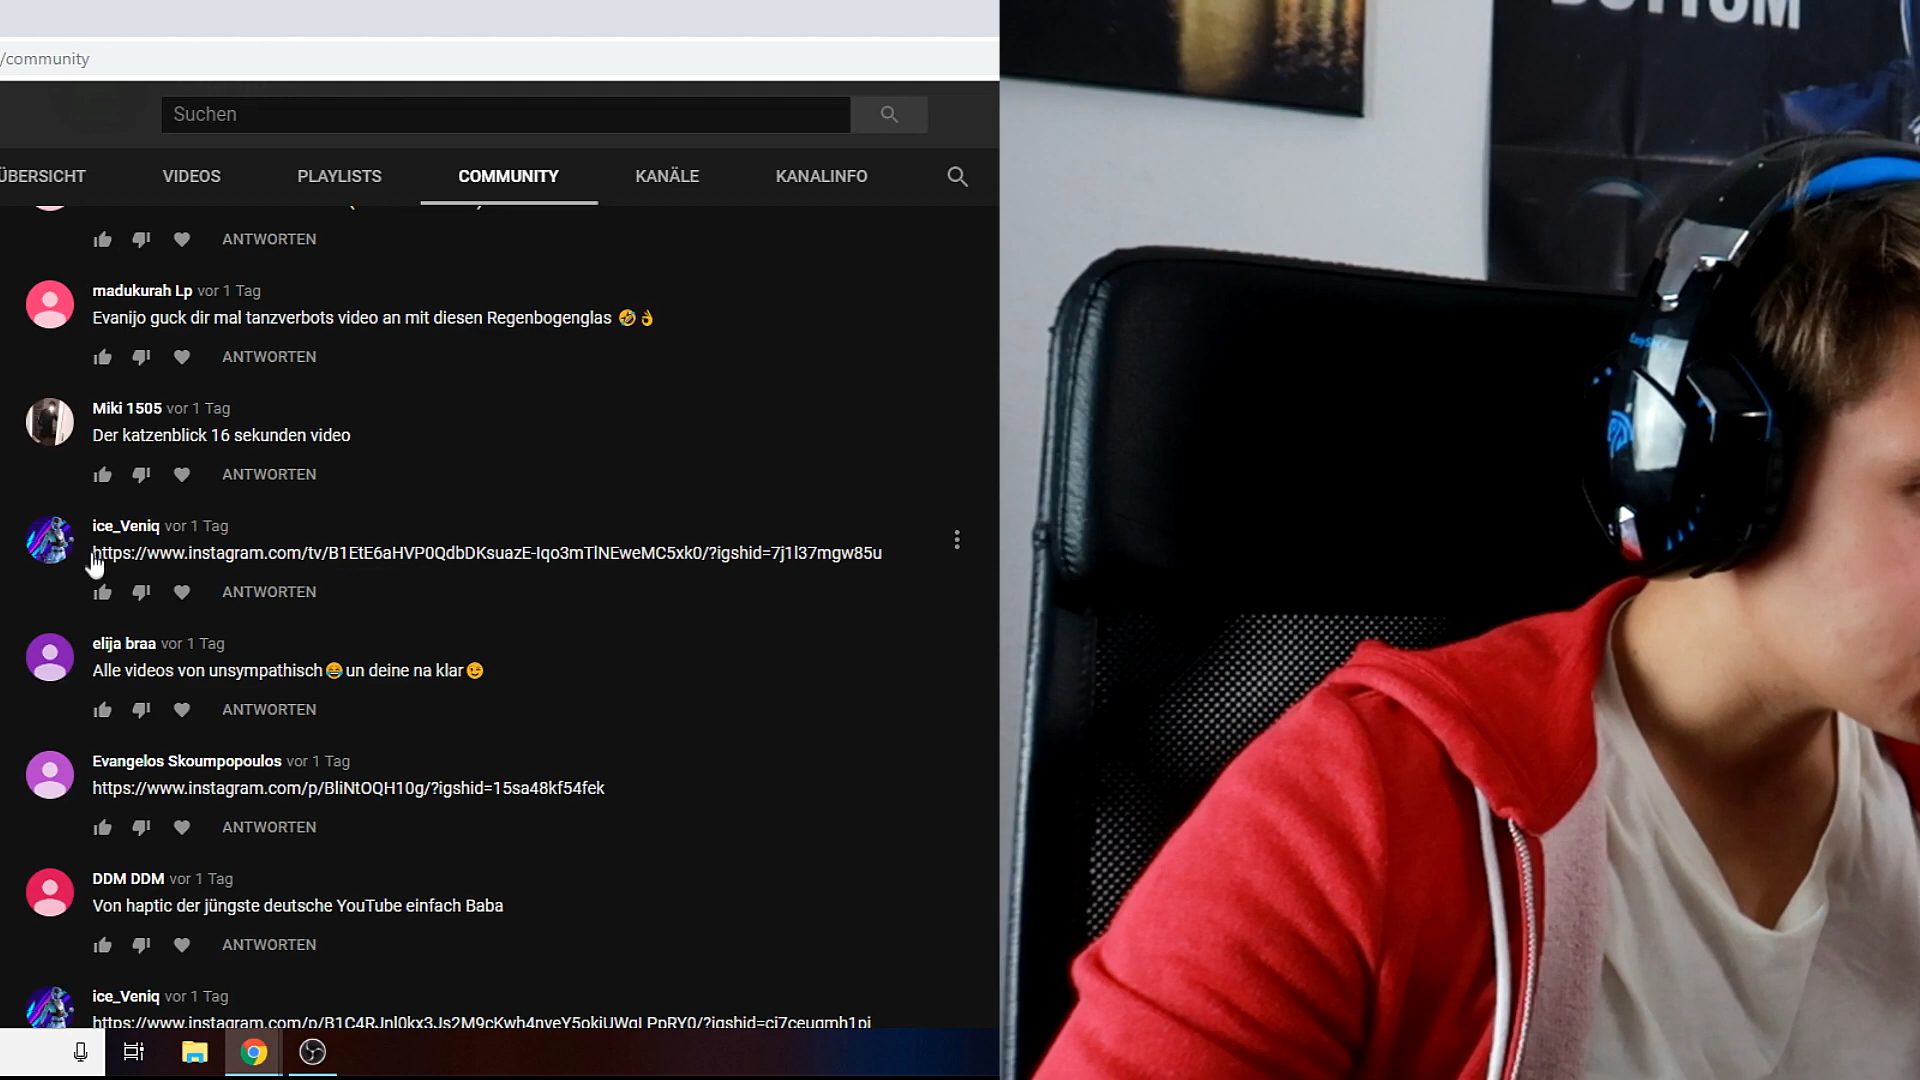 /community
BOTTOM
Suchen
ÜBERSICHT VIDEOS PLAYLISTS COMMUNITY KANÄLE KANALINFO
ANTWORTEN
madukurah Lp vor 1 Tag
Evanijo guck dir mal tanzverbots video an mit diesen Regenbogenglas 🤣👌
ANTWORTEN
Miki 1505 vor 1 Tag
Der katzenblick 16 sekunden video
ANTWORTEN
ice_Veniq vor 1 Tag
https://www.instagram.com/tv/B1EtE6aHVP0QdbDKsuazE-Iqo3mTlNEweMC5xk0/?igshid=7j1l37mgw85u
ANTWORTEN
elija braa vor 1 Tag
Alle videos von unsympathisch😂un deine na klar😉
ANTWORTEN
Evangelos Skoumpopoulos vor 1 Tag
https://www.instagram.com/p/BliNtOQH10g/?igshid=15sa48kf54fek
ANTWORTEN
DDM DDM vor 1 Tag
Von haptic der jüngste deutsche YouTube einfach Baba
ANTWORTEN
ice_Veniq vor 1 Tag